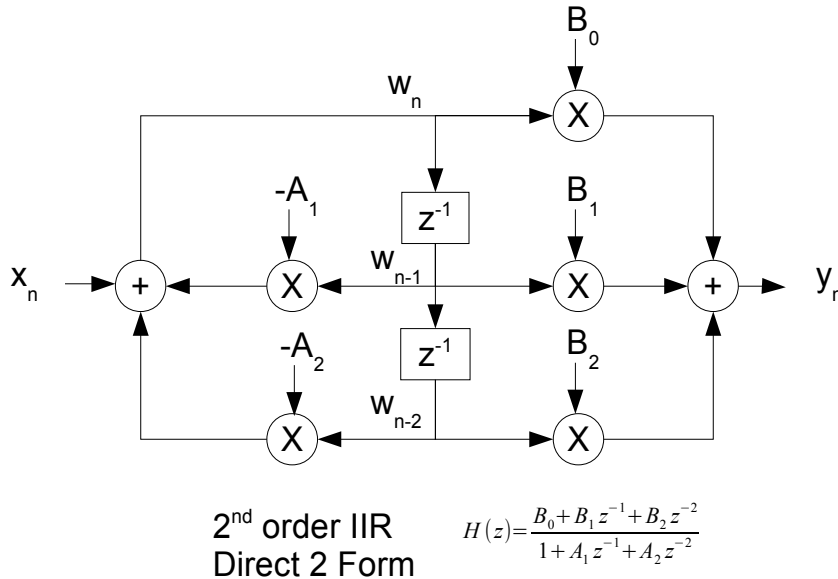 B₀
wₙ
X
-A₁
z⁻¹
B₁
xₙ
+
X
wₙ₋₁
X
+
yₙ
-A₂
z⁻¹
B₂
X
wₙ₋₂
X
2ⁿᵈ order IIR
Direct 2 Form
H(z)=\frac{B₀+B₁z⁻¹+B₂z⁻²}{1+A₁z⁻¹+A₂z⁻²}